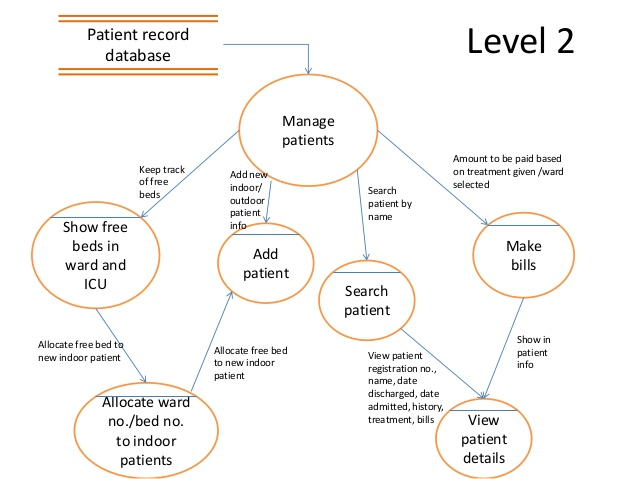 Patient record
database
Level 2
Manage
patients
Keep track
of free
beds
Add new
indoor/
outdoor
patient
info
Search
patient by
name
Amount to be paid based
on treatment given /ward
selected
Show free
beds in
ward and
ICU
Add
patient
Search
patient
Make
bills
Allocate free bed to
new indoor patient
Allocate free bed
to new indoor
patient
View patient
registration no.,
name, date
discharged, date
admitted, history,
treatment, bills
Show in
patient
info
Allocate ward
no./bed no.
to indoor
patients
View
patient
details